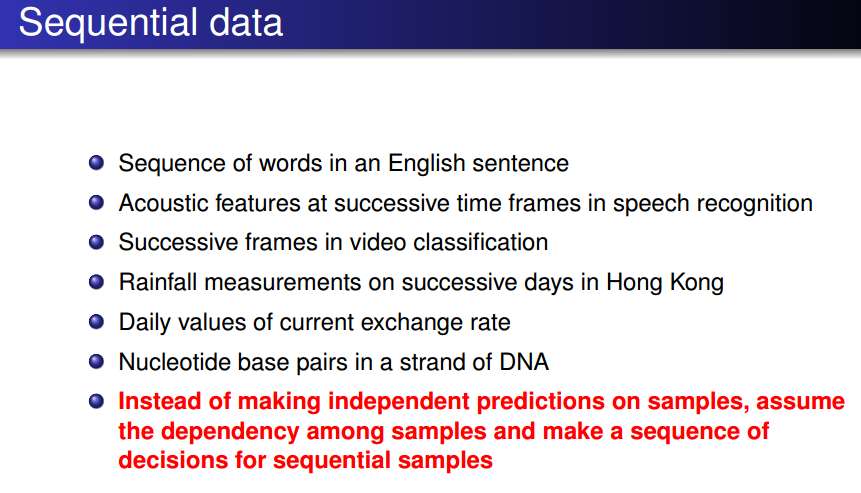 Sequential data
Sequence of words in an English sentence
Acoustic features at successive time frames in speech recognition
Successive frames in video classification
Rainfall measurements on successive days in Hong Kong
Daily values of current exchange rate
Nucleotide base pairs in a strand of DNA
Instead of making independent predictions on samples, assume
the dependency among samples and make a sequence of
decisions for sequential samples